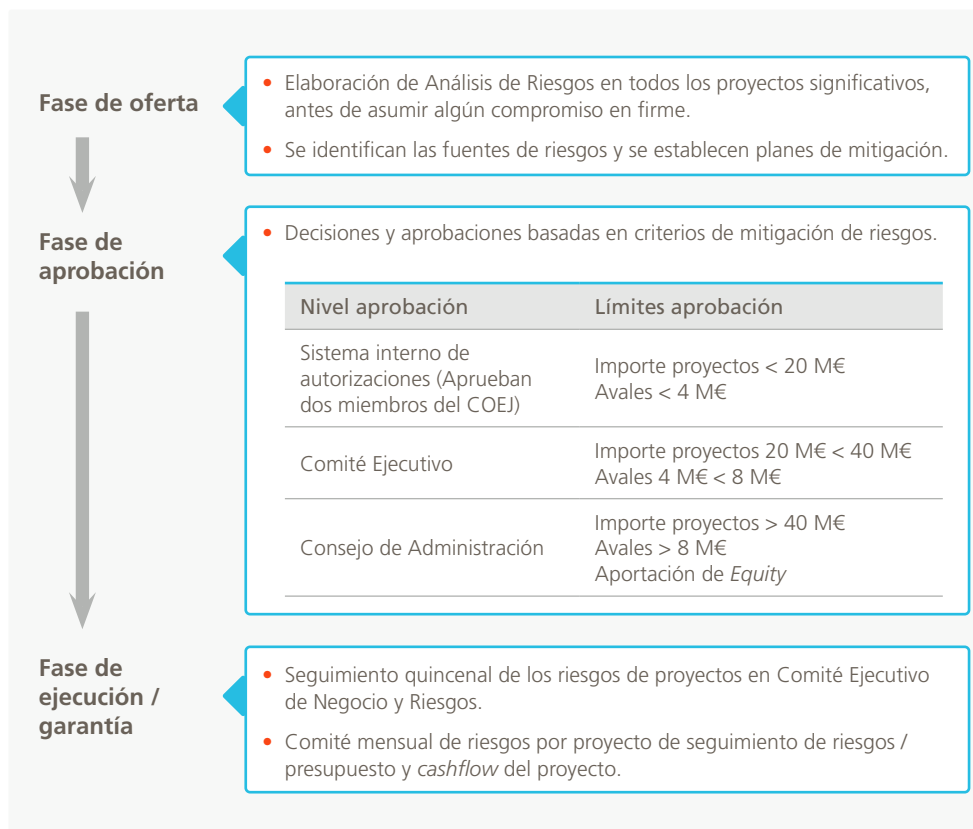 Fase de oferta
• Elaboración de Análisis de Riesgos en todos los proyectos significativos,
antes de asumir algún compromiso en firme.
• Se identifican las fuentes de riesgos y se establecen planes de mitigación.
Fase de
aprobación
• Decisiones y aprobaciones basadas en criterios de mitigación de riesgos.
Nivel aprobación Límites aprobación
Sistema interno de
autorizaciones (Aprueban
dos miembros del COEJ)
Importe proyectos < 20 M€
Avales < 4 M€
Comité Ejecutivo
Importe proyectos 20 M€ < 40 M€
Avales 4 M€ < 8 M€
Consejo de Administración
Importe proyectos > 40 M€
Avales > 8 M€
Aportación de Equity
Fase de
ejecución /
garantía
• Seguimiento quincenal de los riesgos de proyectos en Comité Ejecutivo
de Negocio y Riesgos.
• Comité mensual de riesgos por proyecto de seguimiento de riesgos /
presupuesto y cashflow del proyecto.